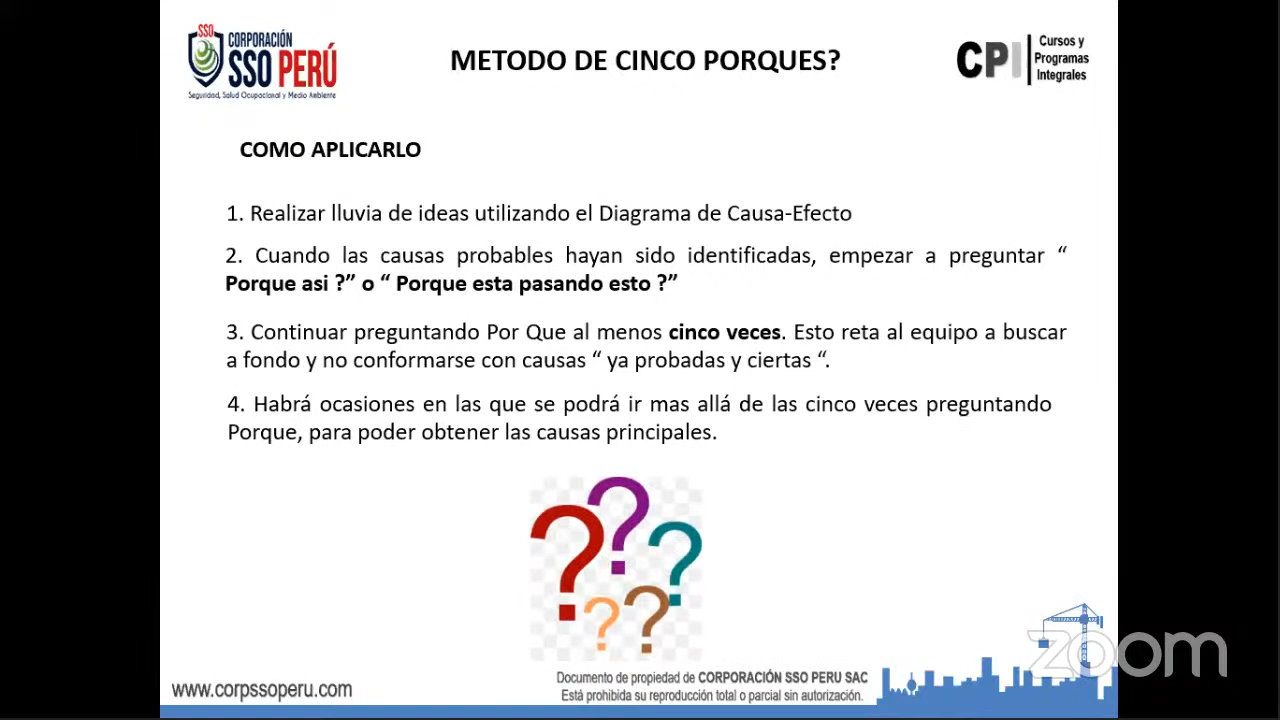 SSO
CORPORACIÓN
SSO PERÚ
Seguridad, Salud Ocupacional y Medio Ambiente
METODO DE CINCO PORQUES?
CPI
Cursos y
Programas
Integrales
COMO APLICARLO
1. Realizar lluvia de ideas utilizando el Diagrama de Causa-Efecto
2. Cuando las causas probables hayan sido identificadas, empezar a preguntar “
Porque asi ?” o “ Porque esta pasando esto ?”
3. Continuar preguntando Por Que al menos cinco veces. Esto reta al equipo a buscar
a fondo y no conformarse con causas “ ya probadas y ciertas “.
4. Habrá ocasiones en las que se podrá ir mas allá de las cinco veces preguntando
Porque, para poder obtener las causas principales.
? ? ? ? ?
zoom
www.corpssoperu.com
Documento de propiedad de CORPORACIÓN SSO PERU SAC
Está prohibida su reproducción total o parcial sin autorización.